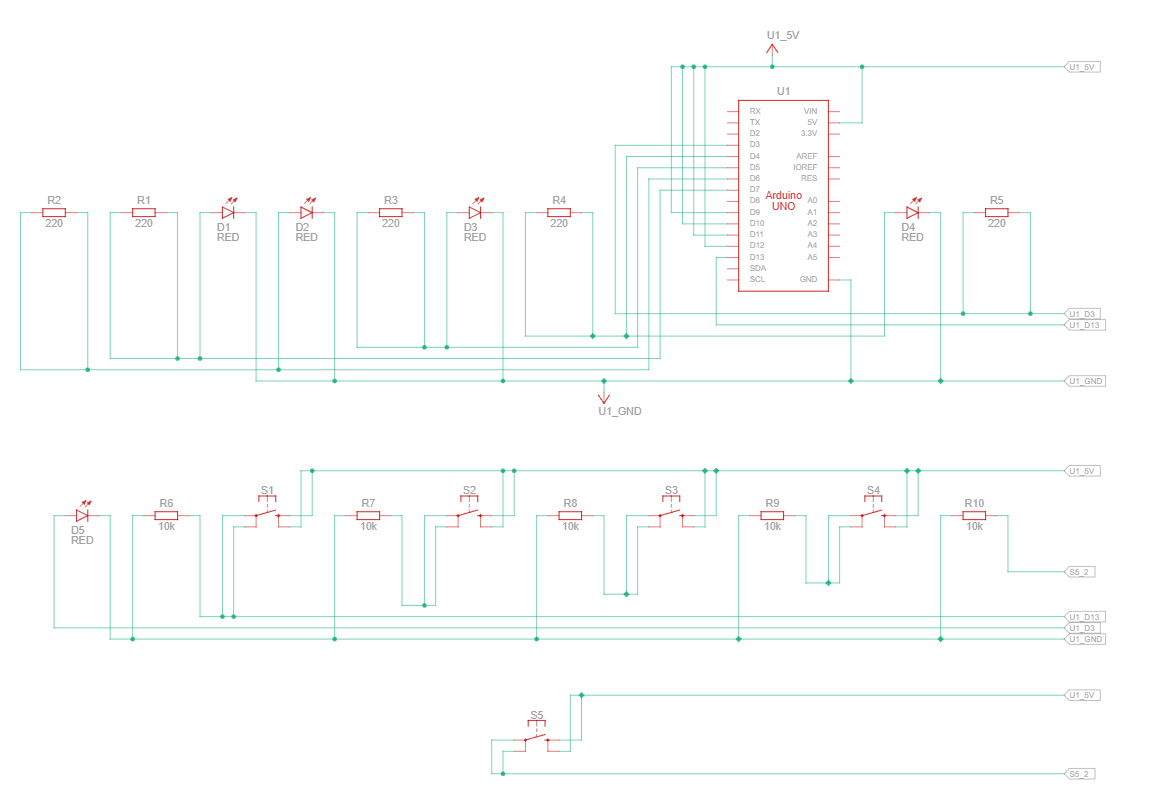 U1_5V
U1_5V
U1
RX
VIN
TX
5V
D2
3.3V
D3
D4
AREF
D5
IOREF
D6
RES
D7
Arduino
UNO
D8
A0
D9
A1
D10
A2
D11
A3
D12
A4
D13
A5
SDA
SCL
GND
R2
220
R1
220
D1
RED
D2
RED
R3
220
D3
RED
R4
220
D4
RED
R5
220
U1_D3
U1_D13
U1_GND
U1_GND
U1_5V
D5
RED
R6
10k
S1
R7
10k
S2
R8
10k
S3
R9
10k
S4
R10
10k
S5_2
U1_D13
U1_D3
U1_GND
U1_5V
S5
S5_2